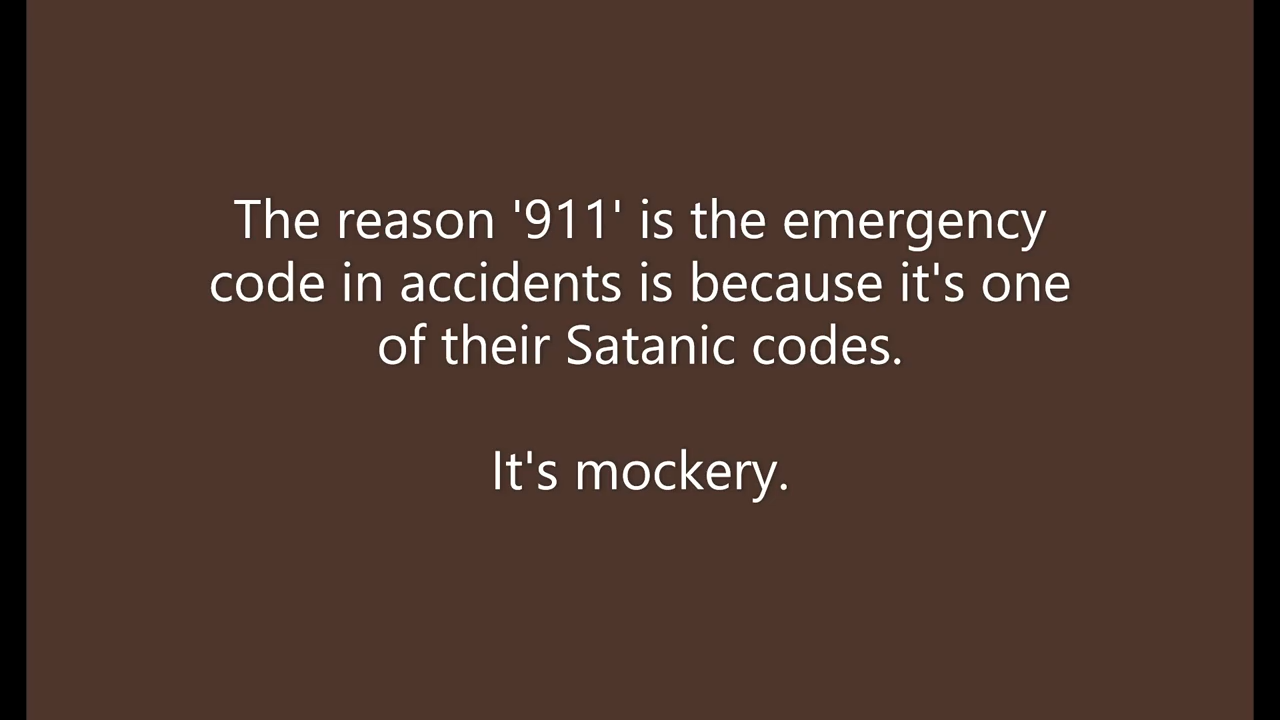 The reason '911' is the emergency
code in accidents is because it's one
of their Satanic codes.
It's mockery.